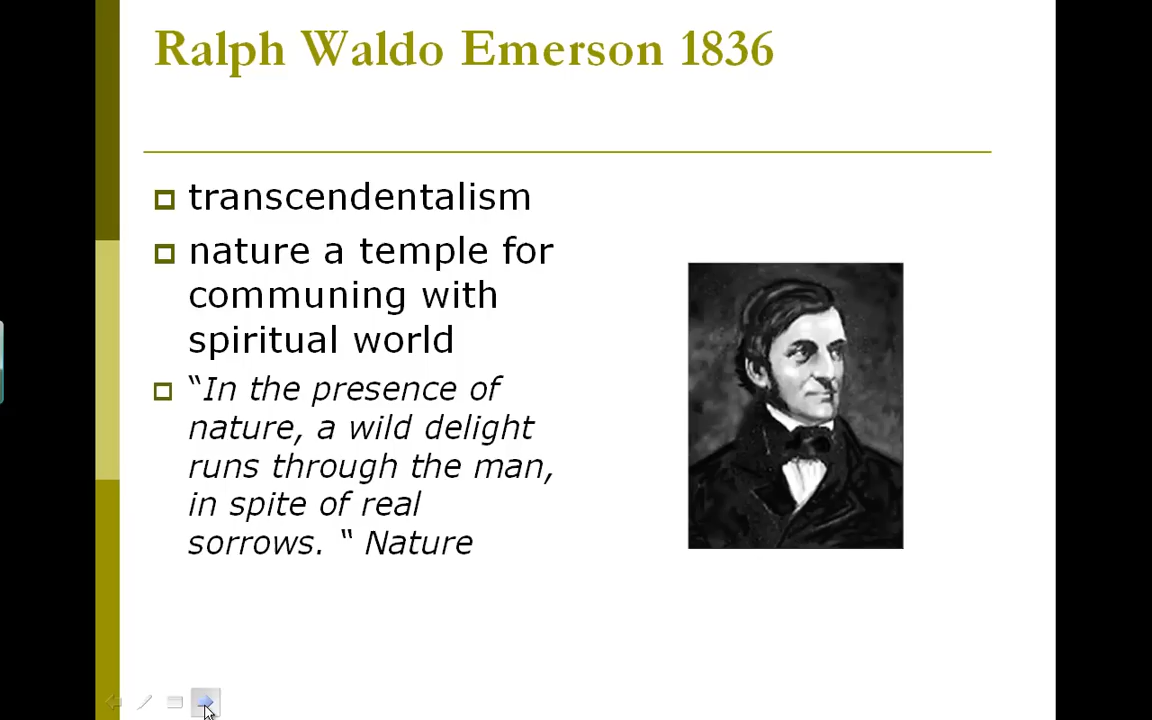 Ralph Waldo Emerson 1836
transcendentalism
nature a temple for
communing with
spiritual world
“In the presence of
nature, a wild delight
runs through the man,
in spite of real
sorrows. “ Nature